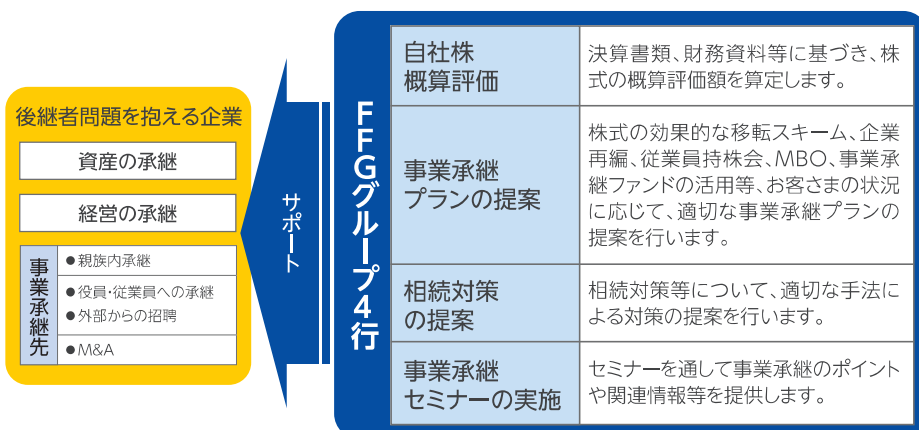 後継者問題を抱える企業
資産の承継
経営の承継
事業承継先
●親族内承継
●役員・従業員への承継
●外部からの招聘
●M&A
サポート
FFGグループ4行
自社株
概算評価
決算書類、財務資料等に基づき、株
式の概算評価額を算定します。
事業承継
プランの提案
株式の効果的な移転スキーム、企業
再編、従業員持株会、MBO、事業承
継ファンドの活用等、お客さまの状況
に応じて、適切な事業承継プランの
提案を行います。
相続対策
の提案
相続対策等について、適切な手法に
よる対策の提案を行います。
事業承継
セミナーの実施
セミナーを通して事業承継のポイント
や関連情報等を提供します。